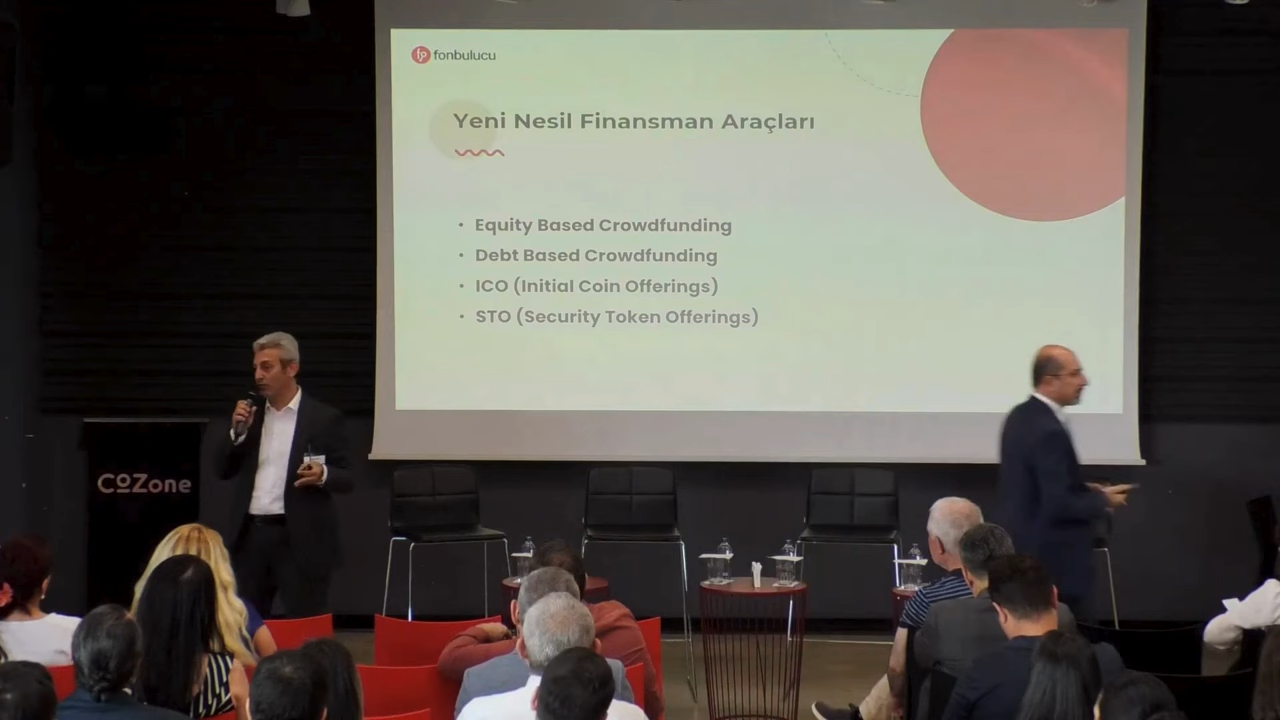 fonbulucu
Yeni Nesil Finansman Araçları
• Equity Based Crowdfunding
• Debt Based Crowdfunding
• ICO (Initial Coin Offerings)
• STO (Security Token Offerings)
CoZone